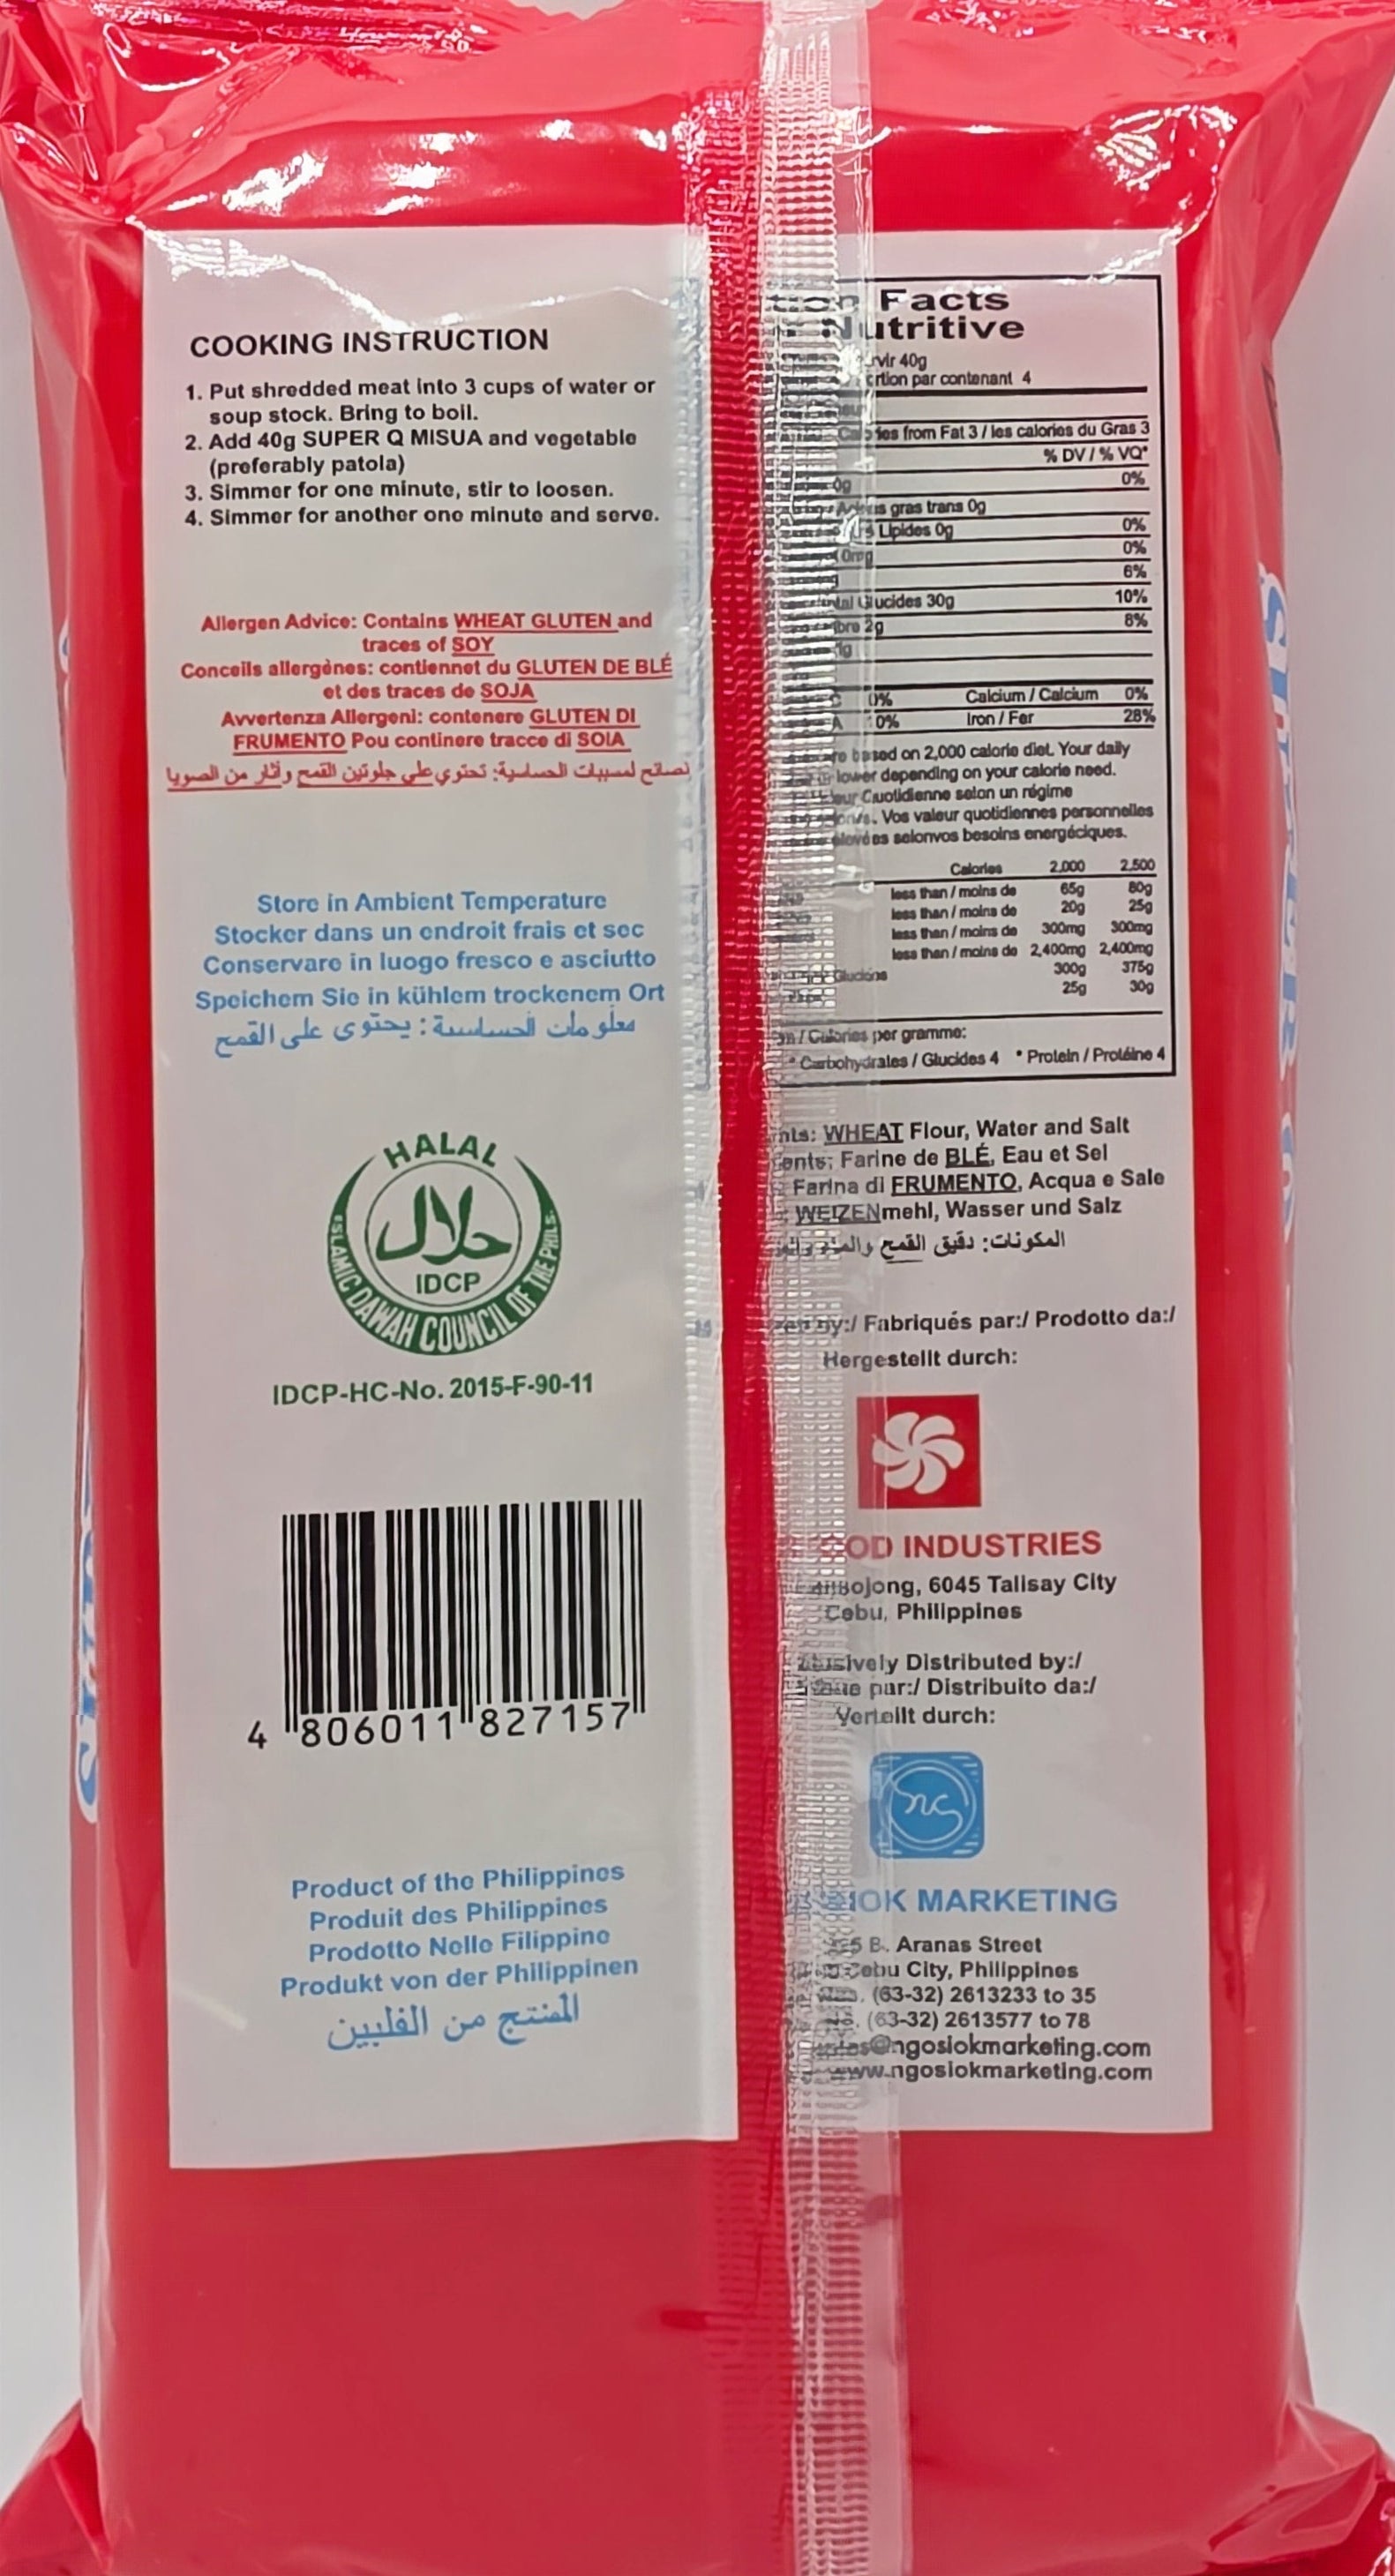 COOKING INSTRUCTION
1. Put shredded meat into 3 cups of water or
soup stock. Bring to boil.
2. Add 40g SUPER Q MISUA and vegetable
(preferably patola)
3. Simmer for one minute, stir to loosen.
4. Simmer for another one minute and serve.
Allergen Advice: Contains WHEAT GLUTEN and
traces of SOY
Conceils allergènes: contiennet du GLUTEN DE BLÉ
et des traces de SOJA
Avvertenza Allergeni: contenere GLUTEN DI
FRUMENTO Pou continere tracce di SOIA
نصائح لمسببات الحساسية: تحتوي علي جلوتين القمح وأثار من الصويا
Store in Ambient Temperature
Stocker dans un endroit frais et sec
Conservare in luogo fresco e asciutto
Speichem Sie in kühlem trockenem Ort
معلومات الحساسية: يحتوى على القمح
HALAL
حلال
IDCP
ISLAMIC DAWAH COUNCIL OF THE PHILS.
IDCP-HC-No. 2015-F-90-11
4 806011 827157
Product of the Philippines
Produit des Philippines
Prodotto Nelle Filippine
Produkt von der Philippinen
المنتج من الفلبين
Facts
Nutritive
40g
par contenant 4
from Fat 3 / les calories du Gras 3
% DV / % VQ*
0g 0%
gras trans 0g
Lipides 0g 0%
0mg 0%
6%
Glucides 30g 10%
2g 8%
0% Calcium / Calcium 0%
A 0% Iron / Fer 28%
based on 2,000 calorie diet. Your daily
lower depending on your calorie need.
Quotidienne selon un régime
Vos valeur quotidiennes personnelles
selonvos besoins energéciques.
Calories 2,000 2,500
less than / moins de 65g 80g
less than / moins de 20g 25g
less than / moins de 300mg 300mg
less than / moins de 2,400mg 2,400mg
300g 375g
25g 30g
/ Calories per gramme:
* Carbohydrales / Glucides 4 * Protein / Protéine 4
WHEAT Flour, Water and Salt
Farine de BLÉ, Eau et Sel
Farina di FRUMENTO, Acqua e Sale
WEIZENmehl, Wasser und Salz
المكونات: دقيق القمح
by:/ Fabriqués par:/ Prodotto da:/
Hergestellt durch:
INDUSTRIES
6045 Talisay City
Cebu, Philippines
Distributed by:/
par:/ Distribuito da:/
Verteilt durch:
MARKETING
B. Aranas Street
Cebu City, Philippines
(63-32) 2613233 to 35
(63-32) 2613577 to 78
@ngosiokmarketing.com
www.ngosiokmarketing.com